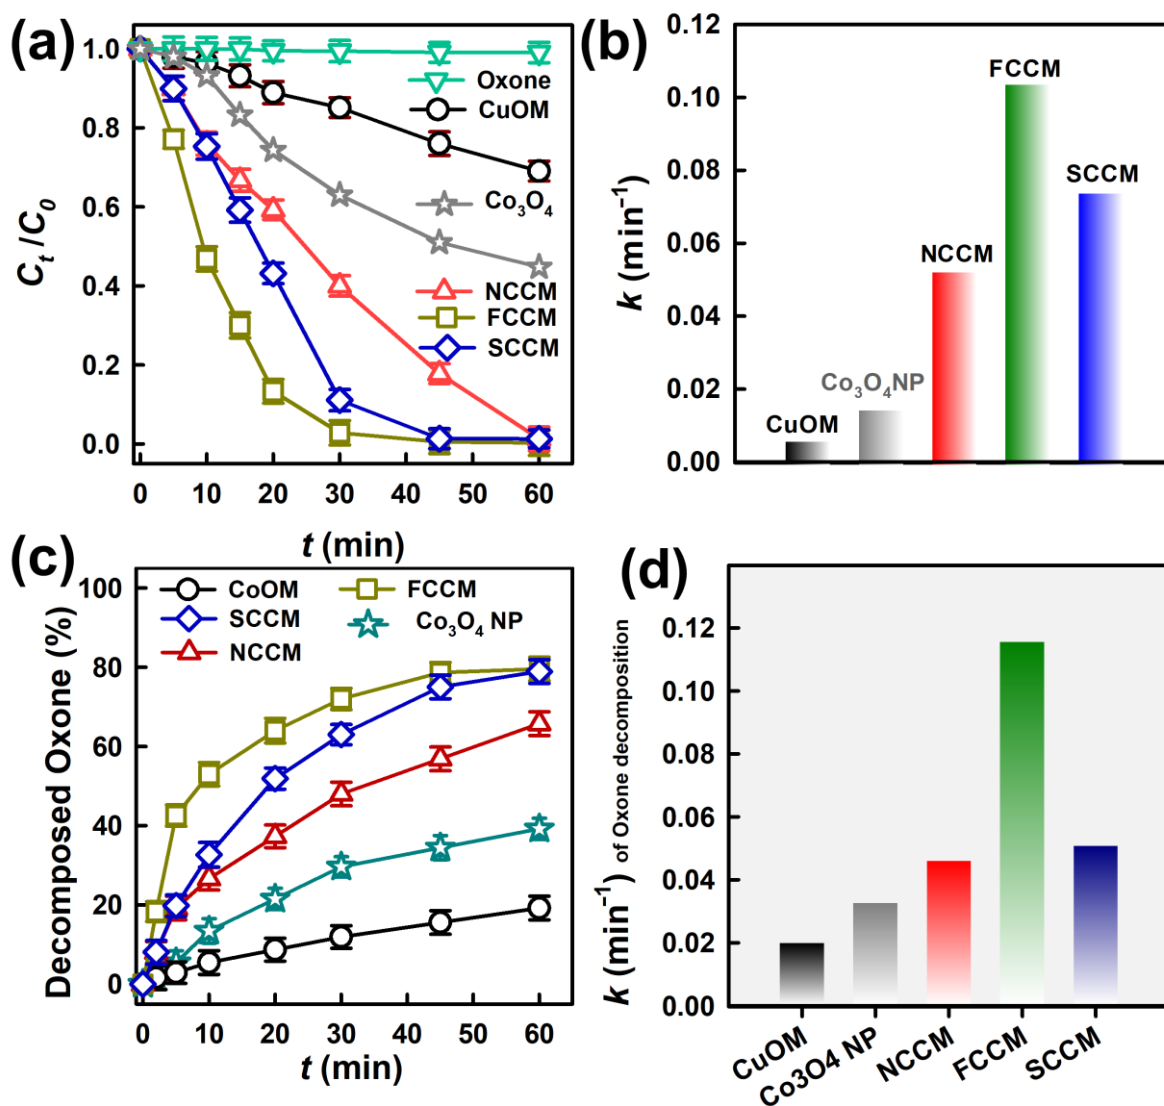 (a)
C_t/C_0
1.0
0.8
0.6
0.4
0.2
0.0
Oxone
CuOM
Co₃O₄
NCCM
FCCM
SCCM
0 10 20 30 40 50 60
t (min)
(b)
k (min⁻¹)
0.12
0.10
0.08
0.06
0.04
0.02
0.00
FCCM
SCCM
NCCM
Co₃O₄NP
CuOM
(c)
Decomposed Oxone (%)
100
80
60
40
20
0
CoOM
FCCM
SCCM
Co₃O₄ NP
NCCM
0 10 20 30 40 50 60
t (min)
(d)
k (min⁻¹) of Oxone decomposition
0.12
0.10
0.08
0.06
0.04
0.02
0.00
CuOM
Co3O4 NP
NCCM
FCCM
SCCM